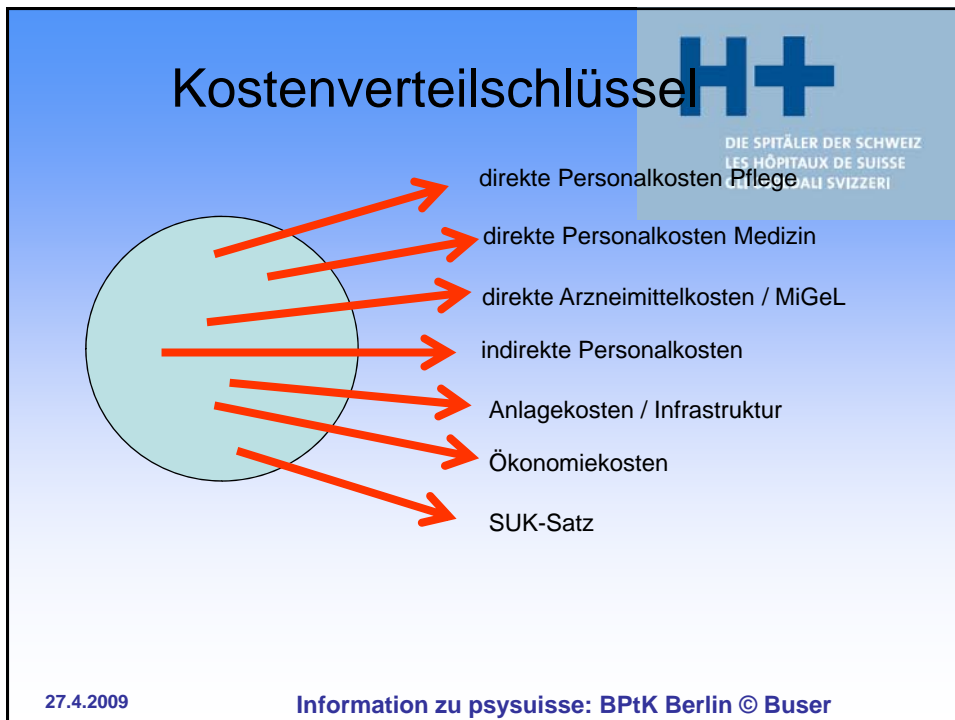 Kostenverteilschlüssel
H+
DIE SPITÄLER DER SCHWEIZ
LES HÔPITAUX DE SUISSE
SVIZZERI
direkte Personalkosten Pflege
direkte Personalkosten Medizin
direkte Arzneimittelkosten / MiGeL
indirekte Personalkosten
Anlagekosten / Infrastruktur
Ökonomiekosten
SUK-Satz
27.4.2009
Information zu psysuisse: BPtK Berlin © Buser